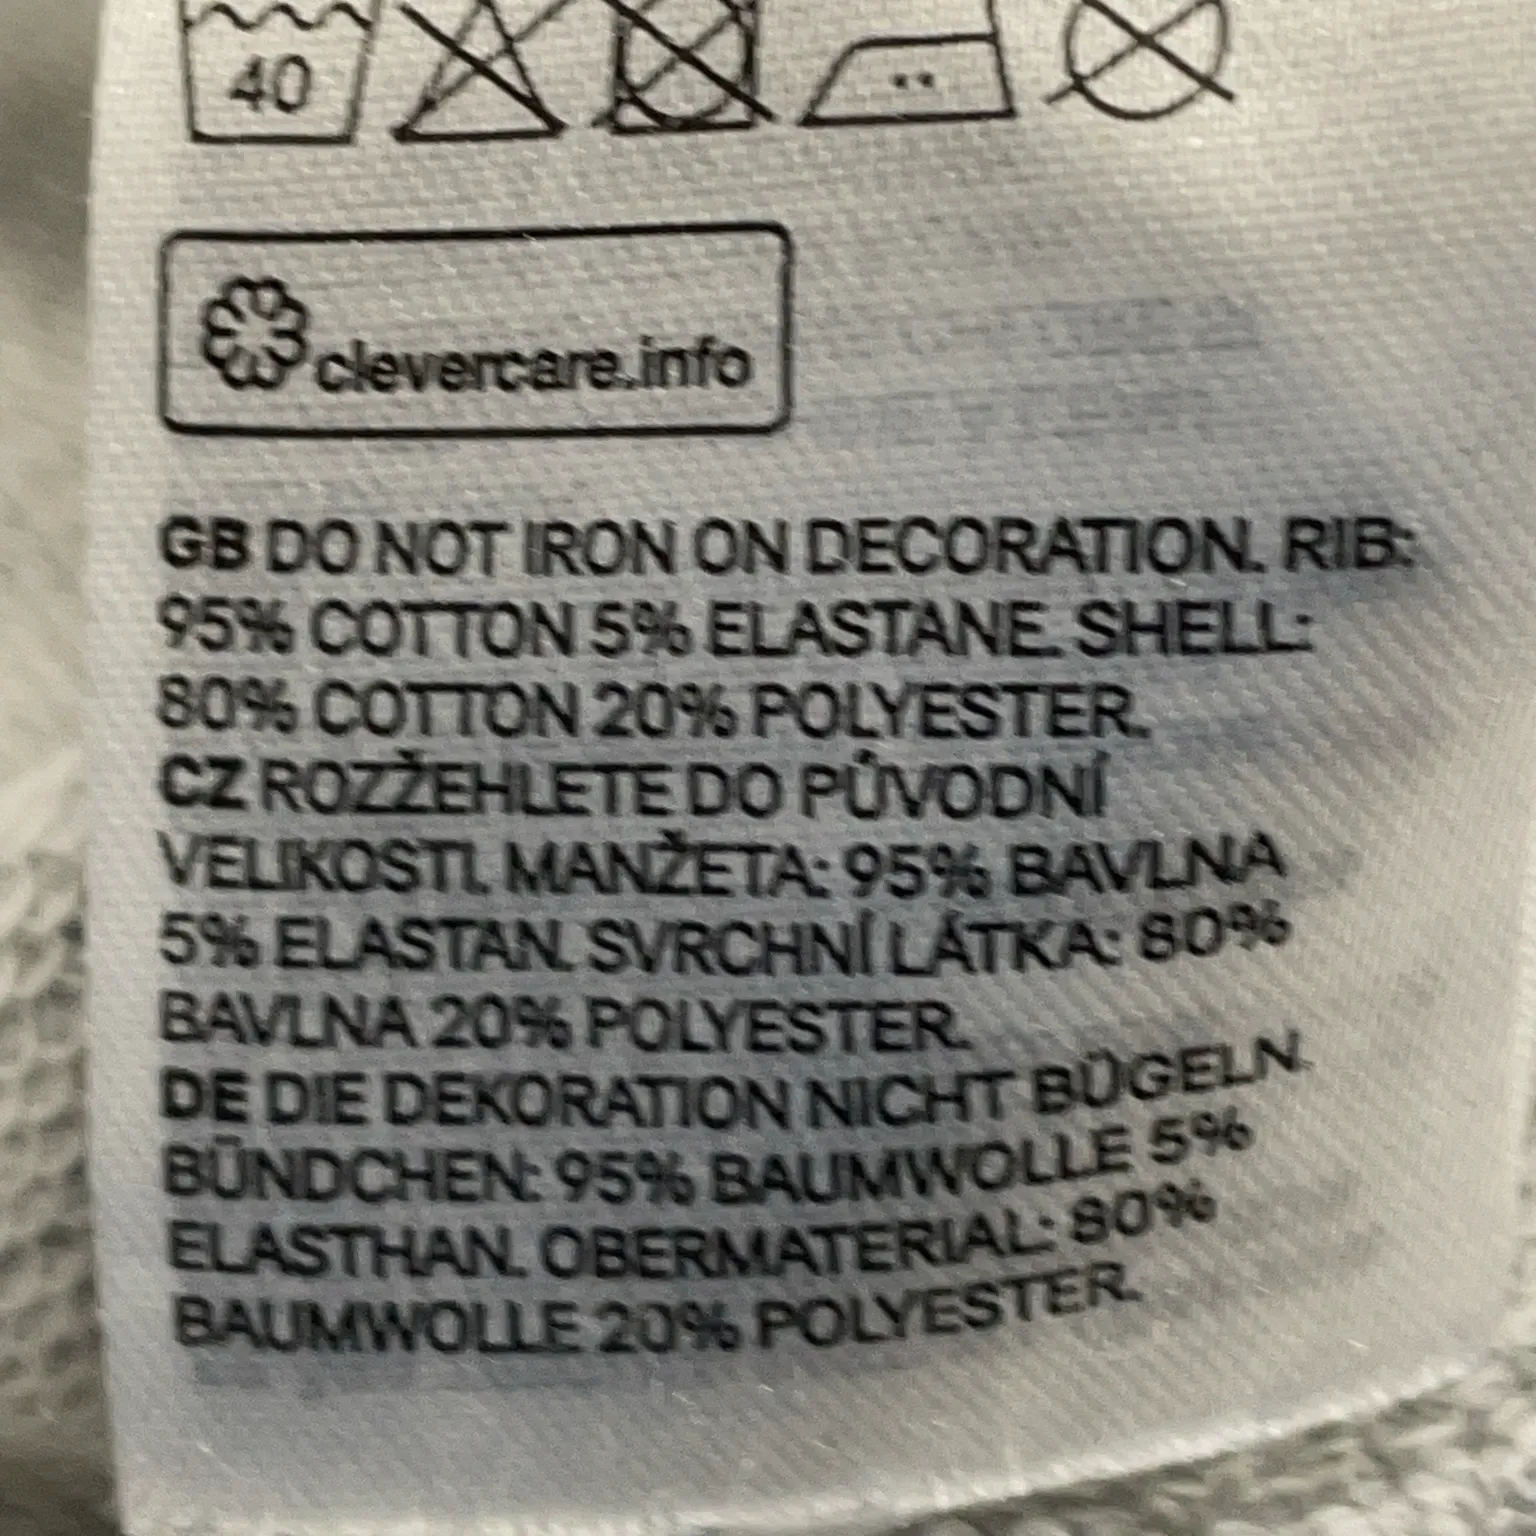 40
clevercare.info
GB DO NOT IRON ON DECORATION. RIB:
95% COTTON 5% ELASTANE. SHELL:
80% COTTON 20% POLYESTER.
CZ ROZŽEHLETE DO PŮVODNÍ
VELIKOSTI. MANŽETA: 95% BAVLNA
5% ELASTAN. SVRCHNÍ LÁTKA: 80%
BAVLNA 20% POLYESTER.
DE DIE DEKORATION NICHT BÜGELN.
BÜNDCHEN: 95% BAUMWOLLE 5%
ELASTHAN. OBERMATERIAL: 80%
BAUMWOLLE 20% POLYESTER.